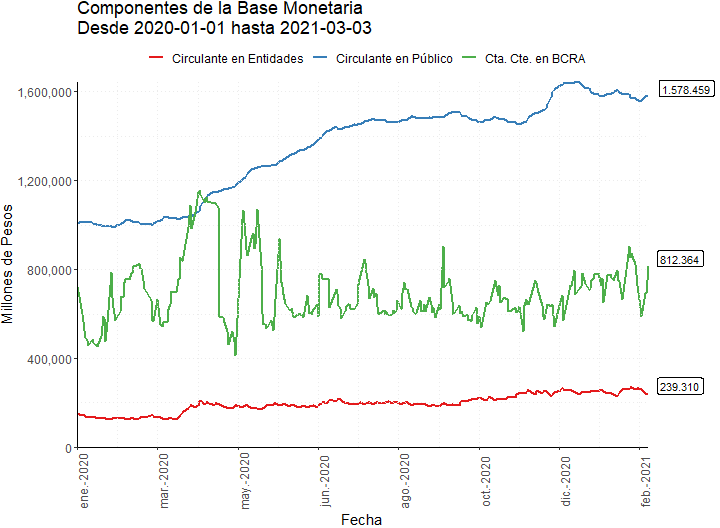 Componentes de la Base Monetaria
Desde 2020-01-01 hasta 2021-03-03
Circulante en Entidades
Circulante en Público
Cta. Cte. en BCRA
Millones de Pesos
1,600,000
1,200,000
800,000
400,000
0
1.578.459
812.364
239.310
ene.-2020
mar.-2020
may.-2020
jun.-2020
ago.-2020
oct.-2020
dic.-2020
feb.-2021
Fecha